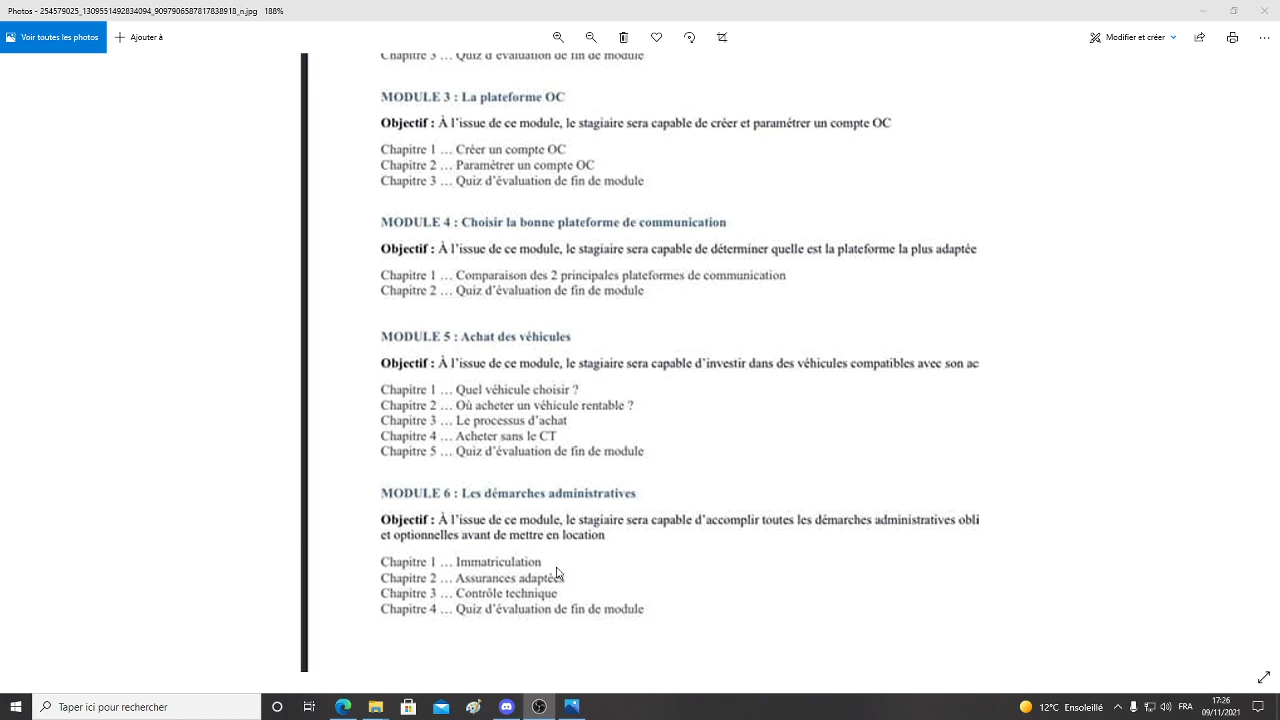 Photos - 254579025_1309551492834094_9097906587817838918_n.jpg - 188%
Voir toutes les photos
Ajouter à
Modifier et créer
Chapitre 3 … Quiz d'évaluation de fin de module
MODULE 3 : La plateforme OC
Objectif : À l'issue de ce module, le stagiaire sera capable de créer et paramétrer un compte OC
Chapitre 1 … Créer un compte OC
Chapitre 2 … Paramétrer un compte OC
Chapitre 3 … Quiz d'évaluation de fin de module
MODULE 4 : Choisir la bonne plateforme de communication
Objectif : À l'issue de ce module, le stagiaire sera capable de déterminer quelle est la plateforme la plus adaptée
Chapitre 1 … Comparaison des 2 principales plateformes de communication
Chapitre 2 … Quiz d'évaluation de fin de module
MODULE 5 : Achat des véhicules
Objectif : À l'issue de ce module, le stagiaire sera capable d'investir dans des véhicules compatibles avec son ac
Chapitre 1 … Quel véhicule choisir ?
Chapitre 2 … Où acheter un véhicule rentable ?
Chapitre 3 … Le processus d'achat
Chapitre 4 … Acheter sans le CT
Chapitre 5 … Quiz d'évaluation de fin de module
MODULE 6 : Les démarches administratives
Objectif : À l'issue de ce module, le stagiaire sera capable d'accomplir toutes les démarches administratives obli
et optionnelles avant de mettre en location
Chapitre 1 … Immatriculation
Chapitre 2 … Assurances adaptées
Chapitre 3 … Contrôle technique
Chapitre 4 … Quiz d'évaluation de fin de module
Taper ici pour rechercher
12°C Ensoleillé
FRA
17:26
09/11/2021